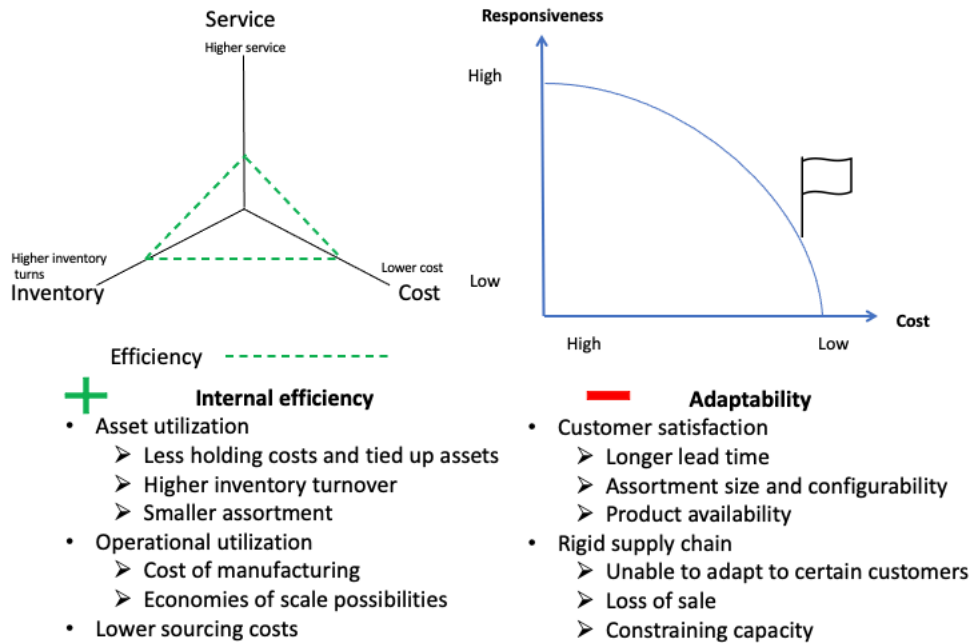 Service
Higher service
Higher inventory
turns
Inventory
Lower cost
Cost
Responsiveness
High
Low
Cost
High
Low
Efficiency
Internal efficiency
• Asset utilization
➢ Less holding costs and tied up assets
➢ Higher inventory turnover
➢ Smaller assortment
• Operational utilization
➢ Cost of manufacturing
➢ Economies of scale possibilities
• Lower sourcing costs
Adaptability
• Customer satisfaction
➢ Longer lead time
➢ Assortment size and configurability
➢ Product availability
• Rigid supply chain
➢ Unable to adapt to certain customers
➢ Loss of sale
➢ Constraining capacity